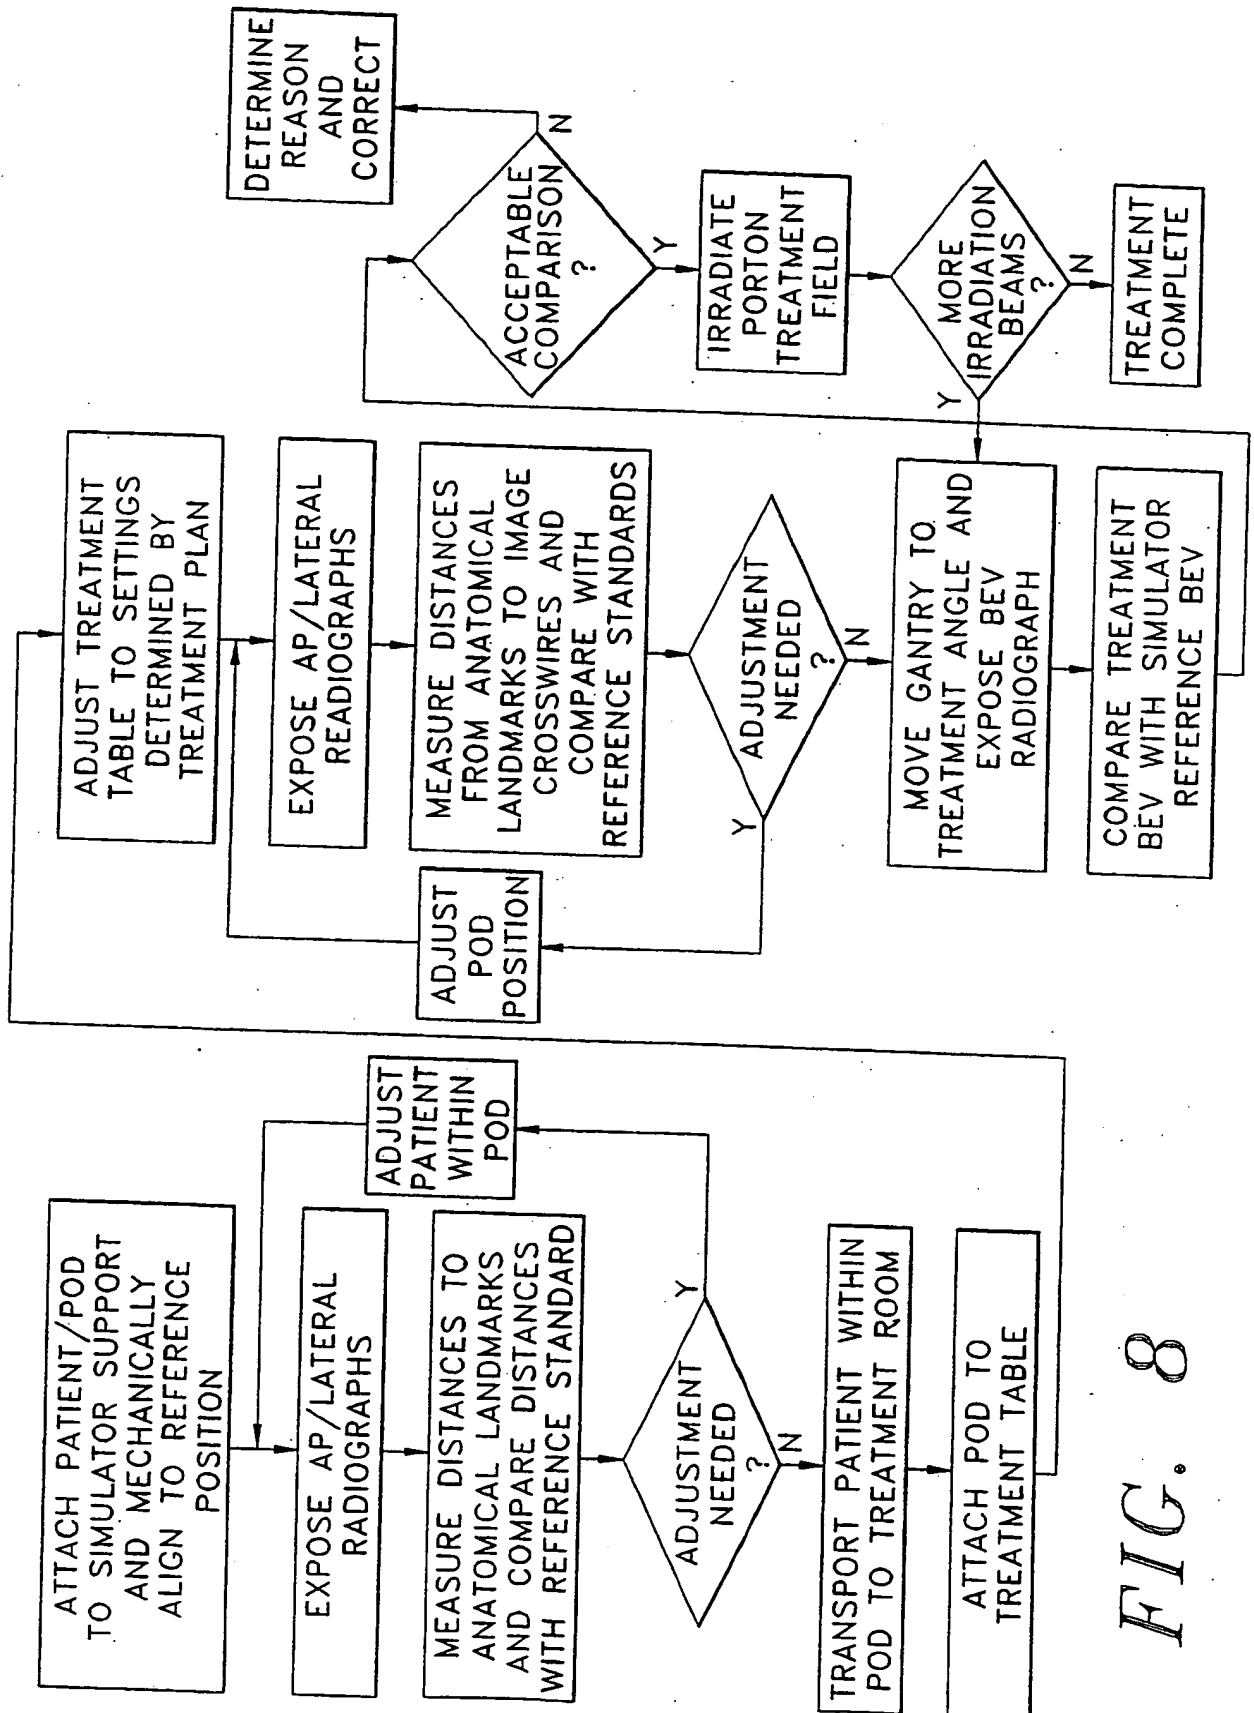 ATTACH PATIENT/POD
TO SIMULATOR SUPPORT
AND MECHANICALLY
ALIGN TO REFERENCE
POSITION
EXPOSE AP/LATERAL
RADIOGRAPHS
ADJUST
PATIENT
WITHIN
POD
MEASURE DISTANCES TO
ANATOMICAL LANDMARKS
AND COMPARE DISTANCES
WITH REFERENCE STANDARD
ADJUSTMENT
NEEDED
?
Y
N
TRANSPORT PATIENT WITHIN
POD TO TREATMENT ROOM
ATTACH POD TO
TREATMENT TABLE
ADJUST TREATMENT
TABLE TO SETTINGS
DETERMINED BY
TREATMENT PLAN
EXPOSE AP/LATERAL
READIOGRAPHS
ADJUST
POD
POSITION
MEASURE DISTANCES
FROM ANATOMICAL
LANDMARKS TO IMAGE
CROSSWIRES AND
COMPARE WITH
REFERENCE STANDARDS
ADJUSTMENT
NEEDED
?
Y
N
MOVE GANTRY TO
TREATMENT ANGLE AND
EXPOSE BEV
RADIOGRAPH
COMPARE TREATMENT
BEV WITH SIMULATOR
REFERENCE BEV
DETERMINE
REASON
AND
CORRECT
ACCEPTABLE
COMPARISON
?
N
Y
IRRADIATE
PORTON
TREATMENT
FIELD
MORE
IRRADIATION
BEAMS
?
Y
N
TREATMENT
COMPLETE
FIG. 8